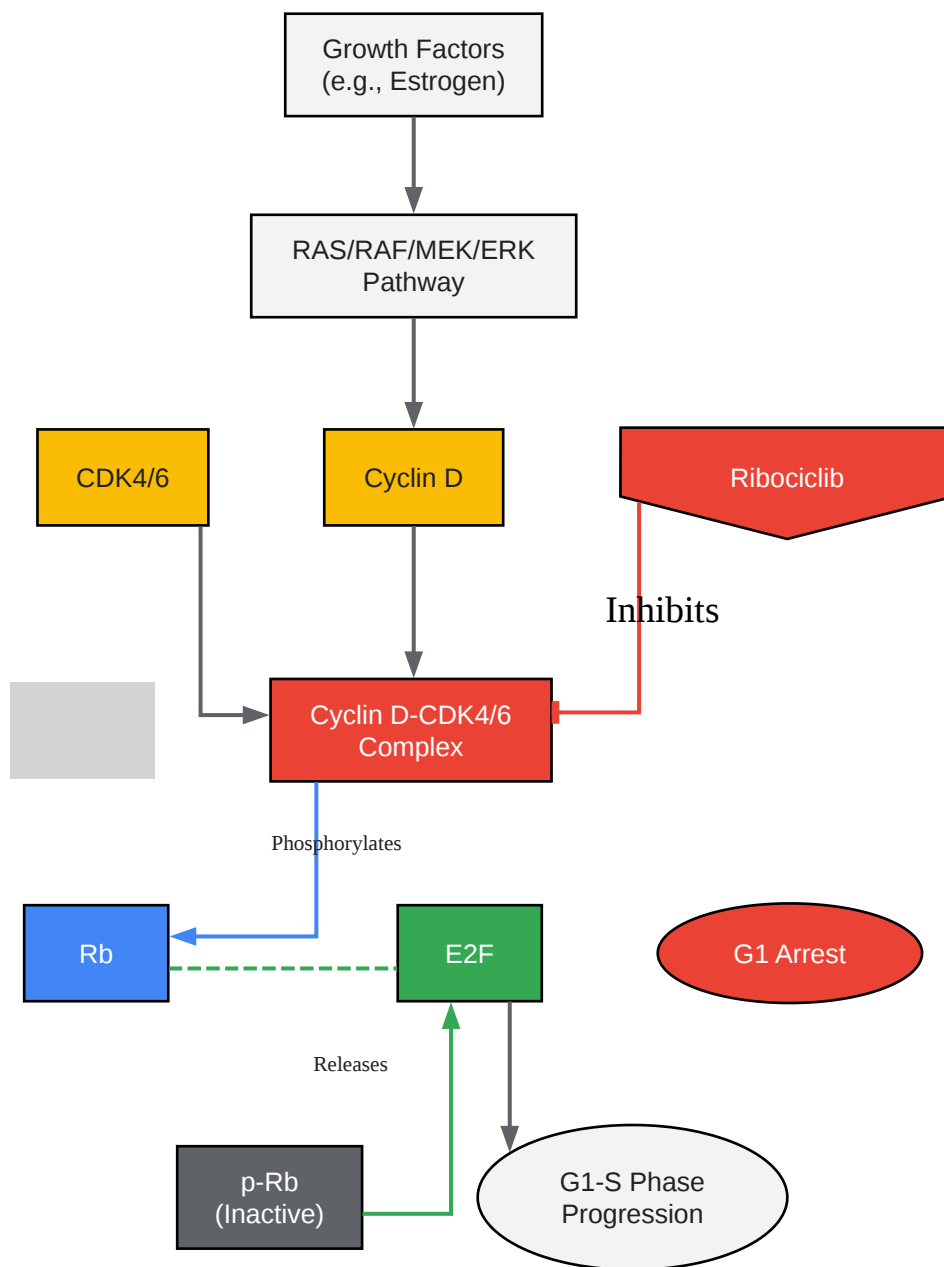 Growth Factors
(e.g., Estrogen)
RAS/RAF/MEK/ERK
Pathway
CDK4/6
Cyclin D
Ribociclib
Inhibits
Cyclin D-CDK4/6
Complex
Phosphorylates
Rb
E2F
G1 Arrest
Releases
p-Rb
(Inactive)
G1-S Phase
Progression